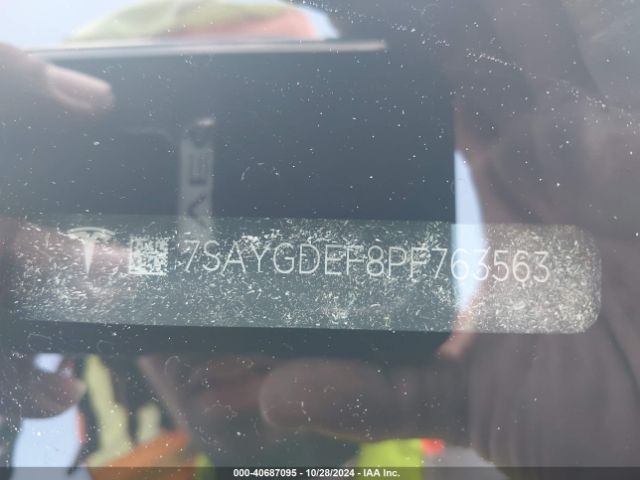 7SAYGDEF8PF763563
000-40687095 | 10/28/2024 | IAA Inc.